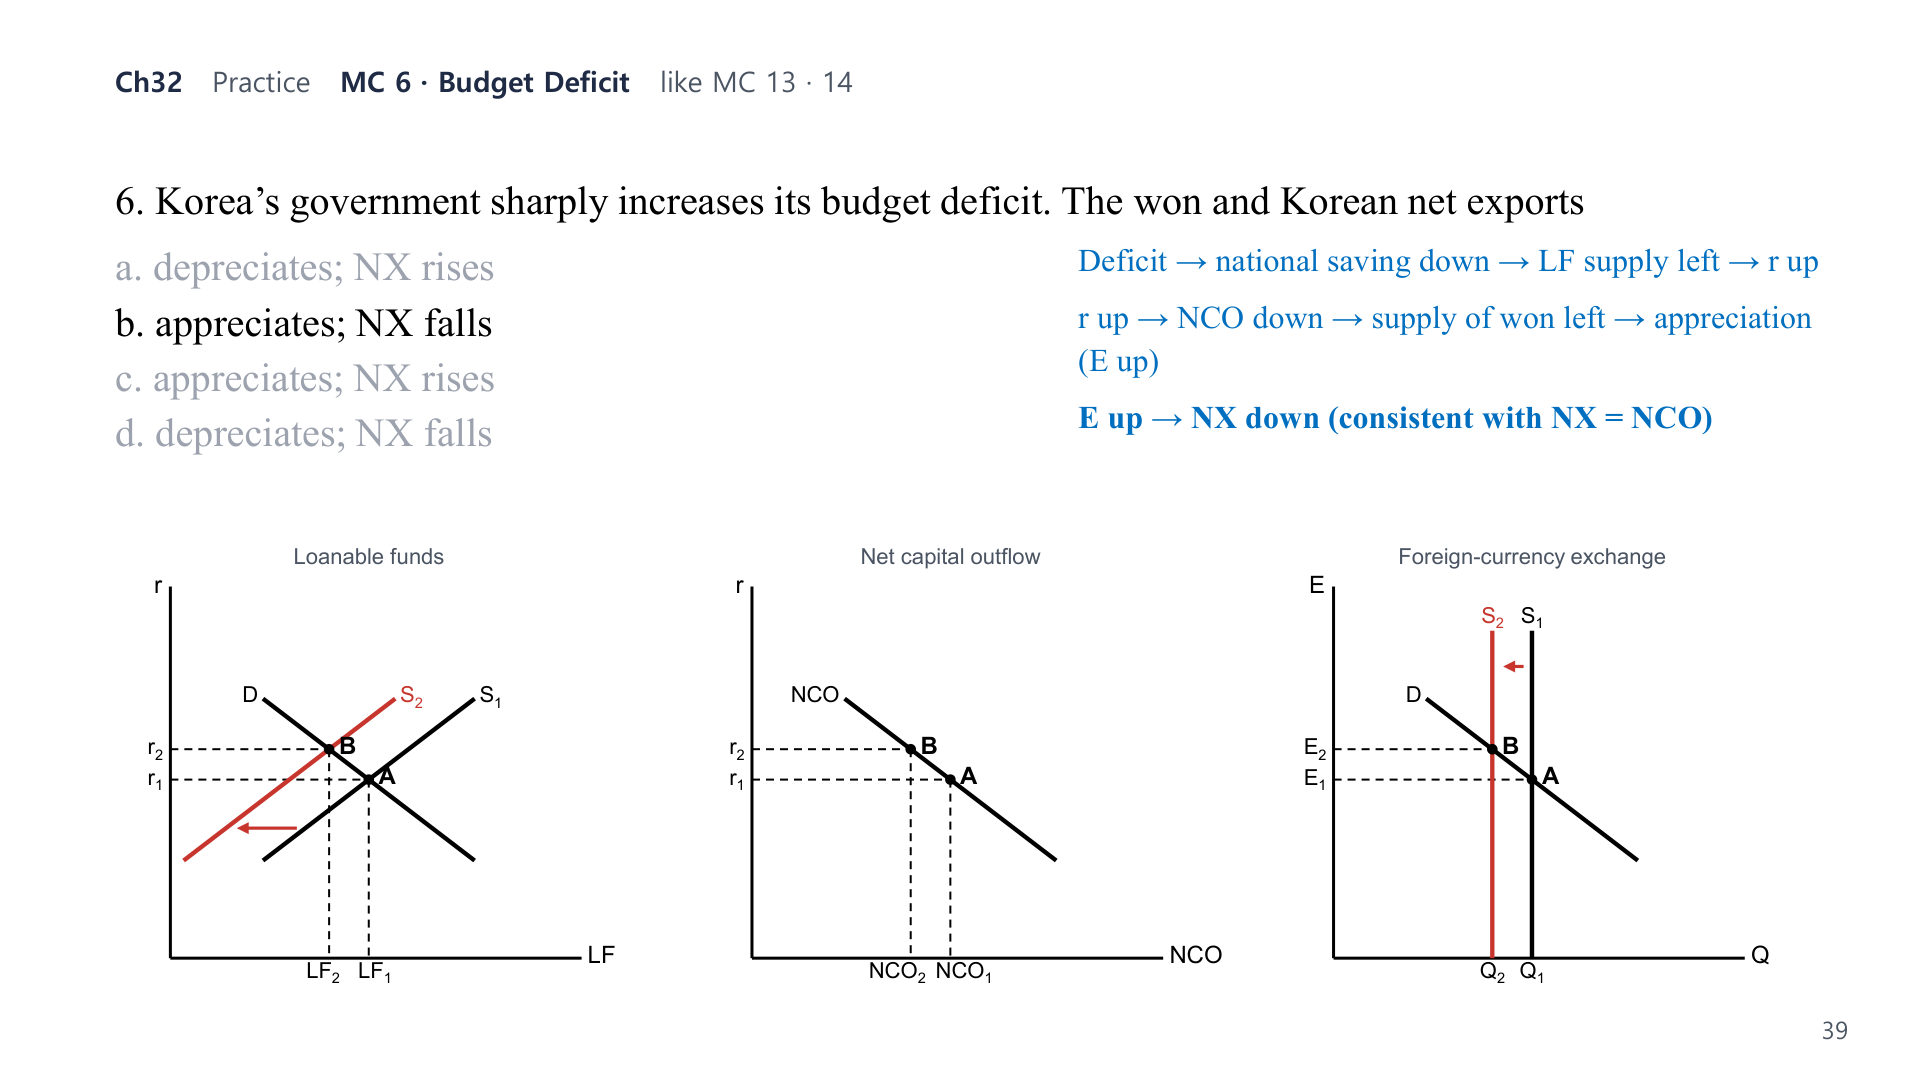 Ch32 Practice MC 6 · Budget Deficit like MC 13 · 14
6. Korea’s government sharply increases its budget deficit. The won and Korean net exports
a. depreciates; NX rises
b. appreciates; NX falls
c. appreciates; NX rises
d. depreciates; NX falls
Deficit → national saving down → LF supply left → r up
r up → NCO down → supply of won left → appreciation
(E up)
E up → NX down (consistent with NX = NCO)
Loanable funds
r
D
S₂
S₁
r₂
B
r₁
A
LF
LF₂
LF₁
Net capital outflow
r
NCO
r₂
B
r₁
A
NCO
NCO₂
NCO₁
Foreign-currency exchange
E
S₂
S₁
D
E₂
B
E₁
A
Q
Q₂
Q₁
39